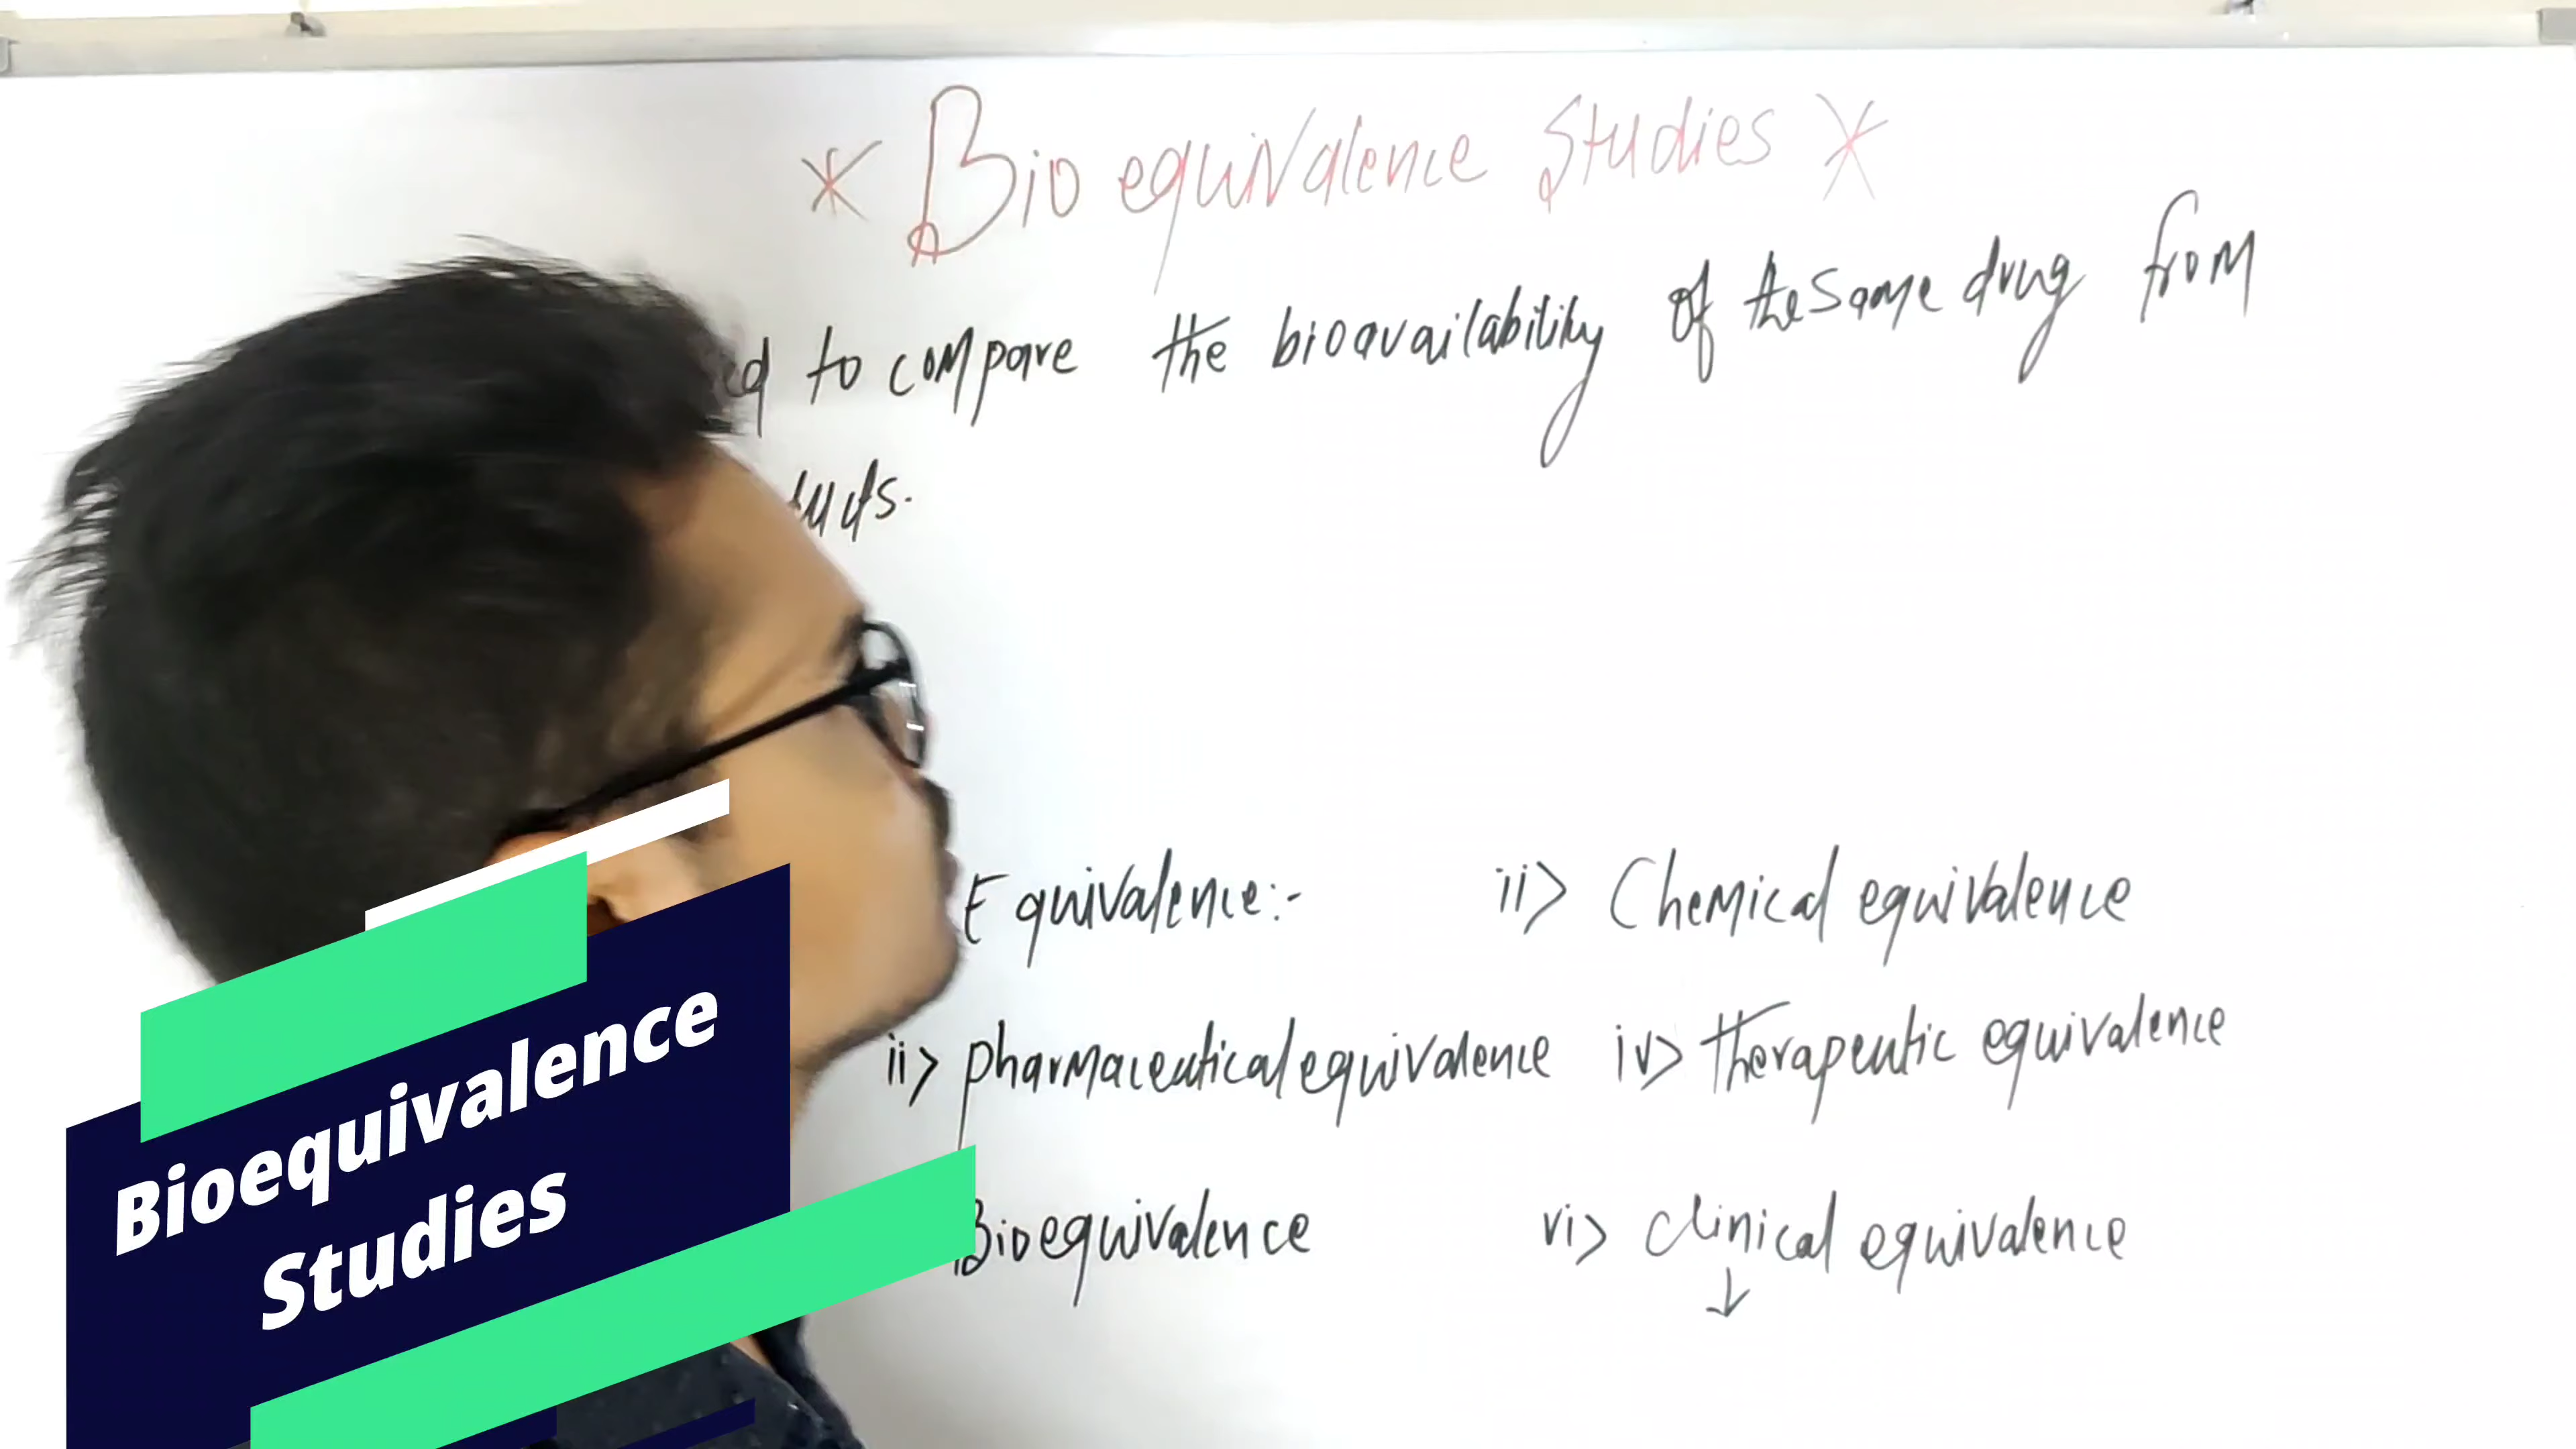 * Bio equivalence Studies *
to compare the bioavailability of the same drug from
Equivalence:- ii> Chemical equivalence
ii> pharmaceutical equivalence iv> therapeutic equivalence
Bioequivalence vi> clinical equivalence
Bioequivalence
Studies